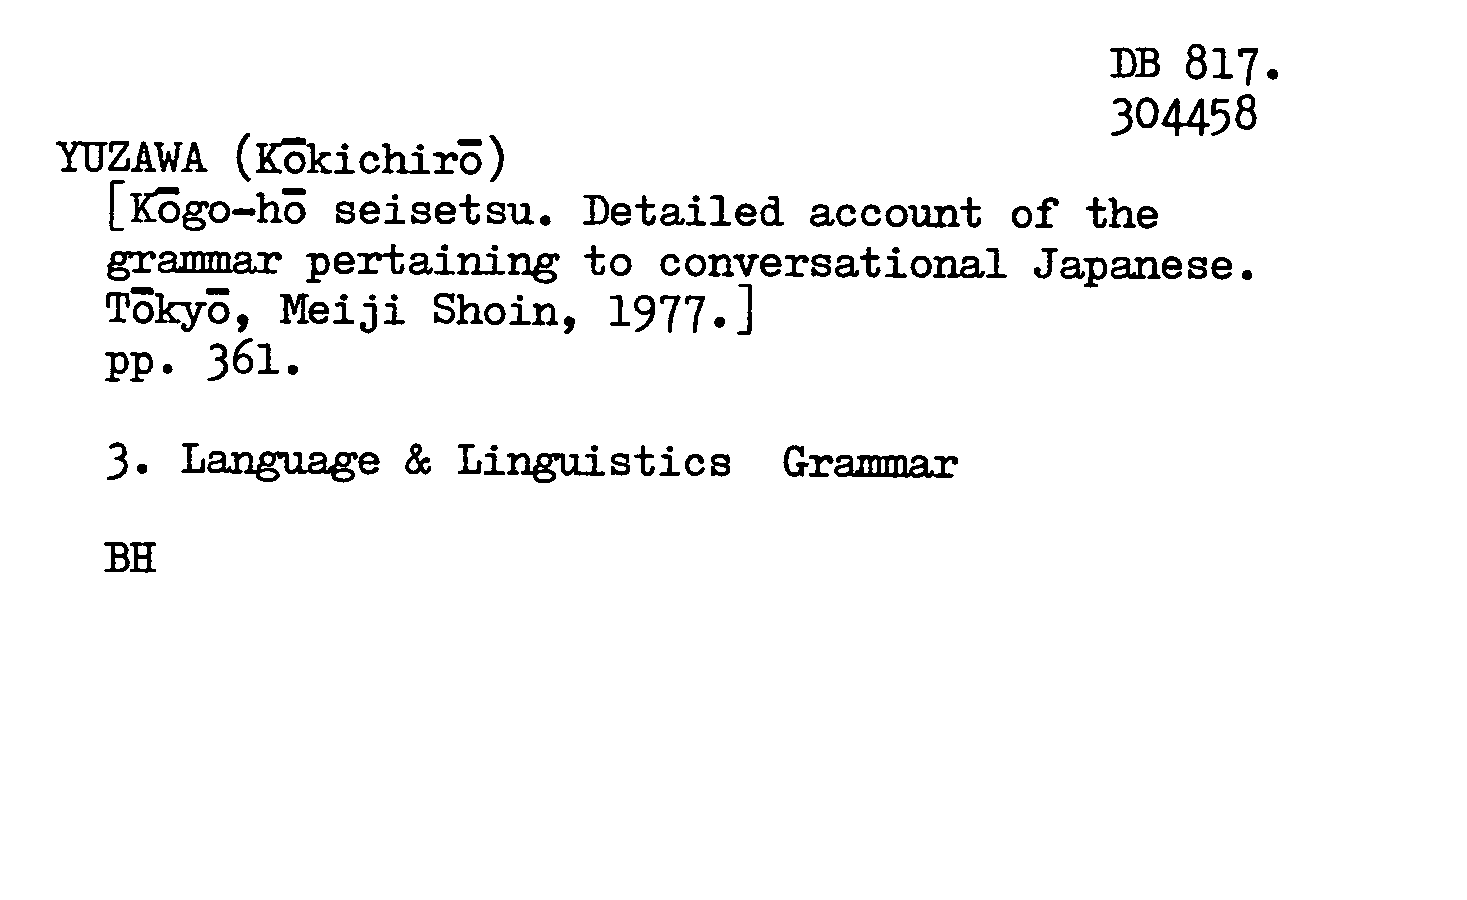 DB 817.
304458
YUZAWA (Kōkichirō)
[Kōgo-hō seisetsu. Detailed account of the
grammar pertaining to conversational Japanese.
Tōkyō, Meiji Shoin, 1977.]
pp. 361.
3. Language & Linguistics Grammar
BH